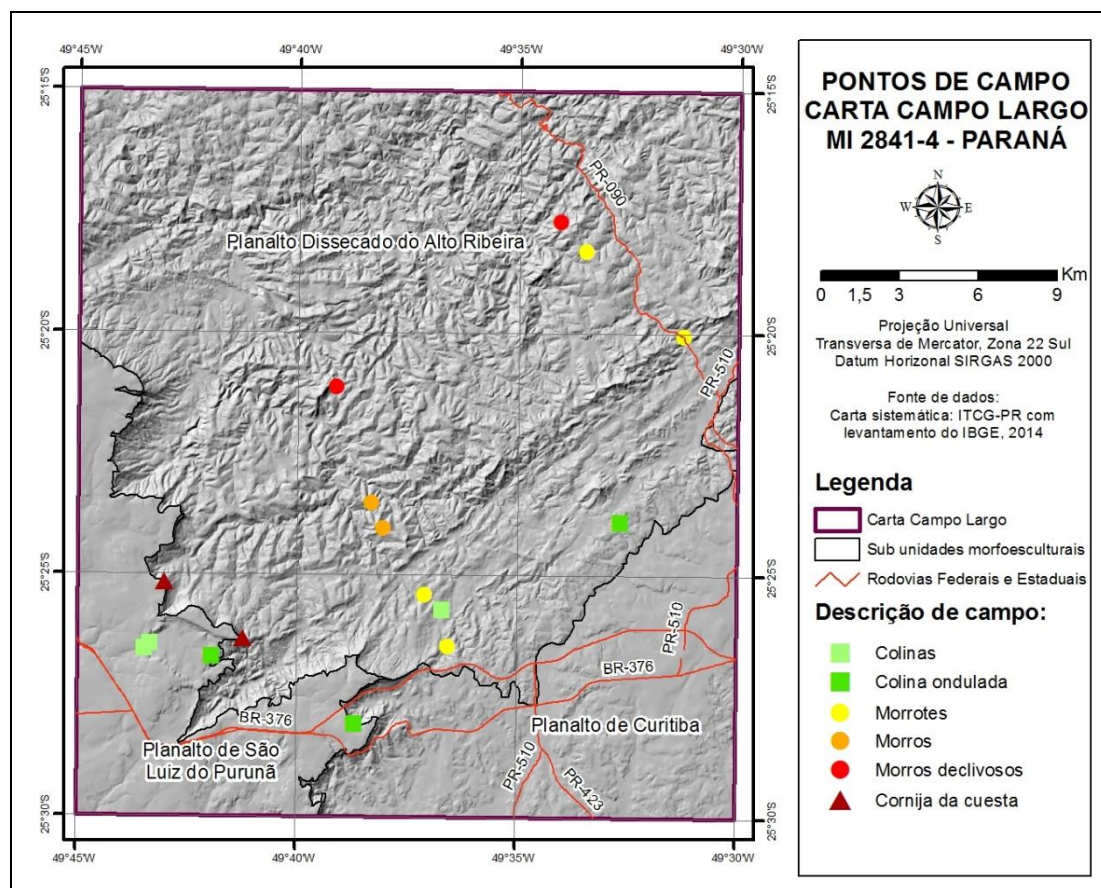 49°45'W
49°40'W
49°35'W
49°30'W
25°15'S
25°15'S
PR-090
Planalto Dissecado do Alto Ribeira
25°20'S
25°20'S
PR-510
25°25'S
25°25'S
PR-510
BR-376
BR-376
Planalto de Curitiba
Planalto de São
Luiz do Purunã
PR-510
PR-423
25°30'S
25°30'S
49°45'W
49°40'W
49°35'W
49°30'W
PONTOS DE CAMPO
CARTA CAMPO LARGO
MI 2841-4 - PARANÁ
N
W
E
S
Km
0 1,5 3 6 9
Projeção Universal
Transversa de Mercator, Zona 22 Sul
Datum Horizonal SIRGAS 2000
Fonte de dados:
Carta sistemática: ITCG-PR com
levantamento do IBGE, 2014
Legenda
Carta Campo Largo
Sub unidades morfoesculturais
Rodovias Federais e Estaduais
Descrição de campo:
Colinas
Colina ondulada
Morrotes
Morros
Morros declivosos
Cornija da cuesta